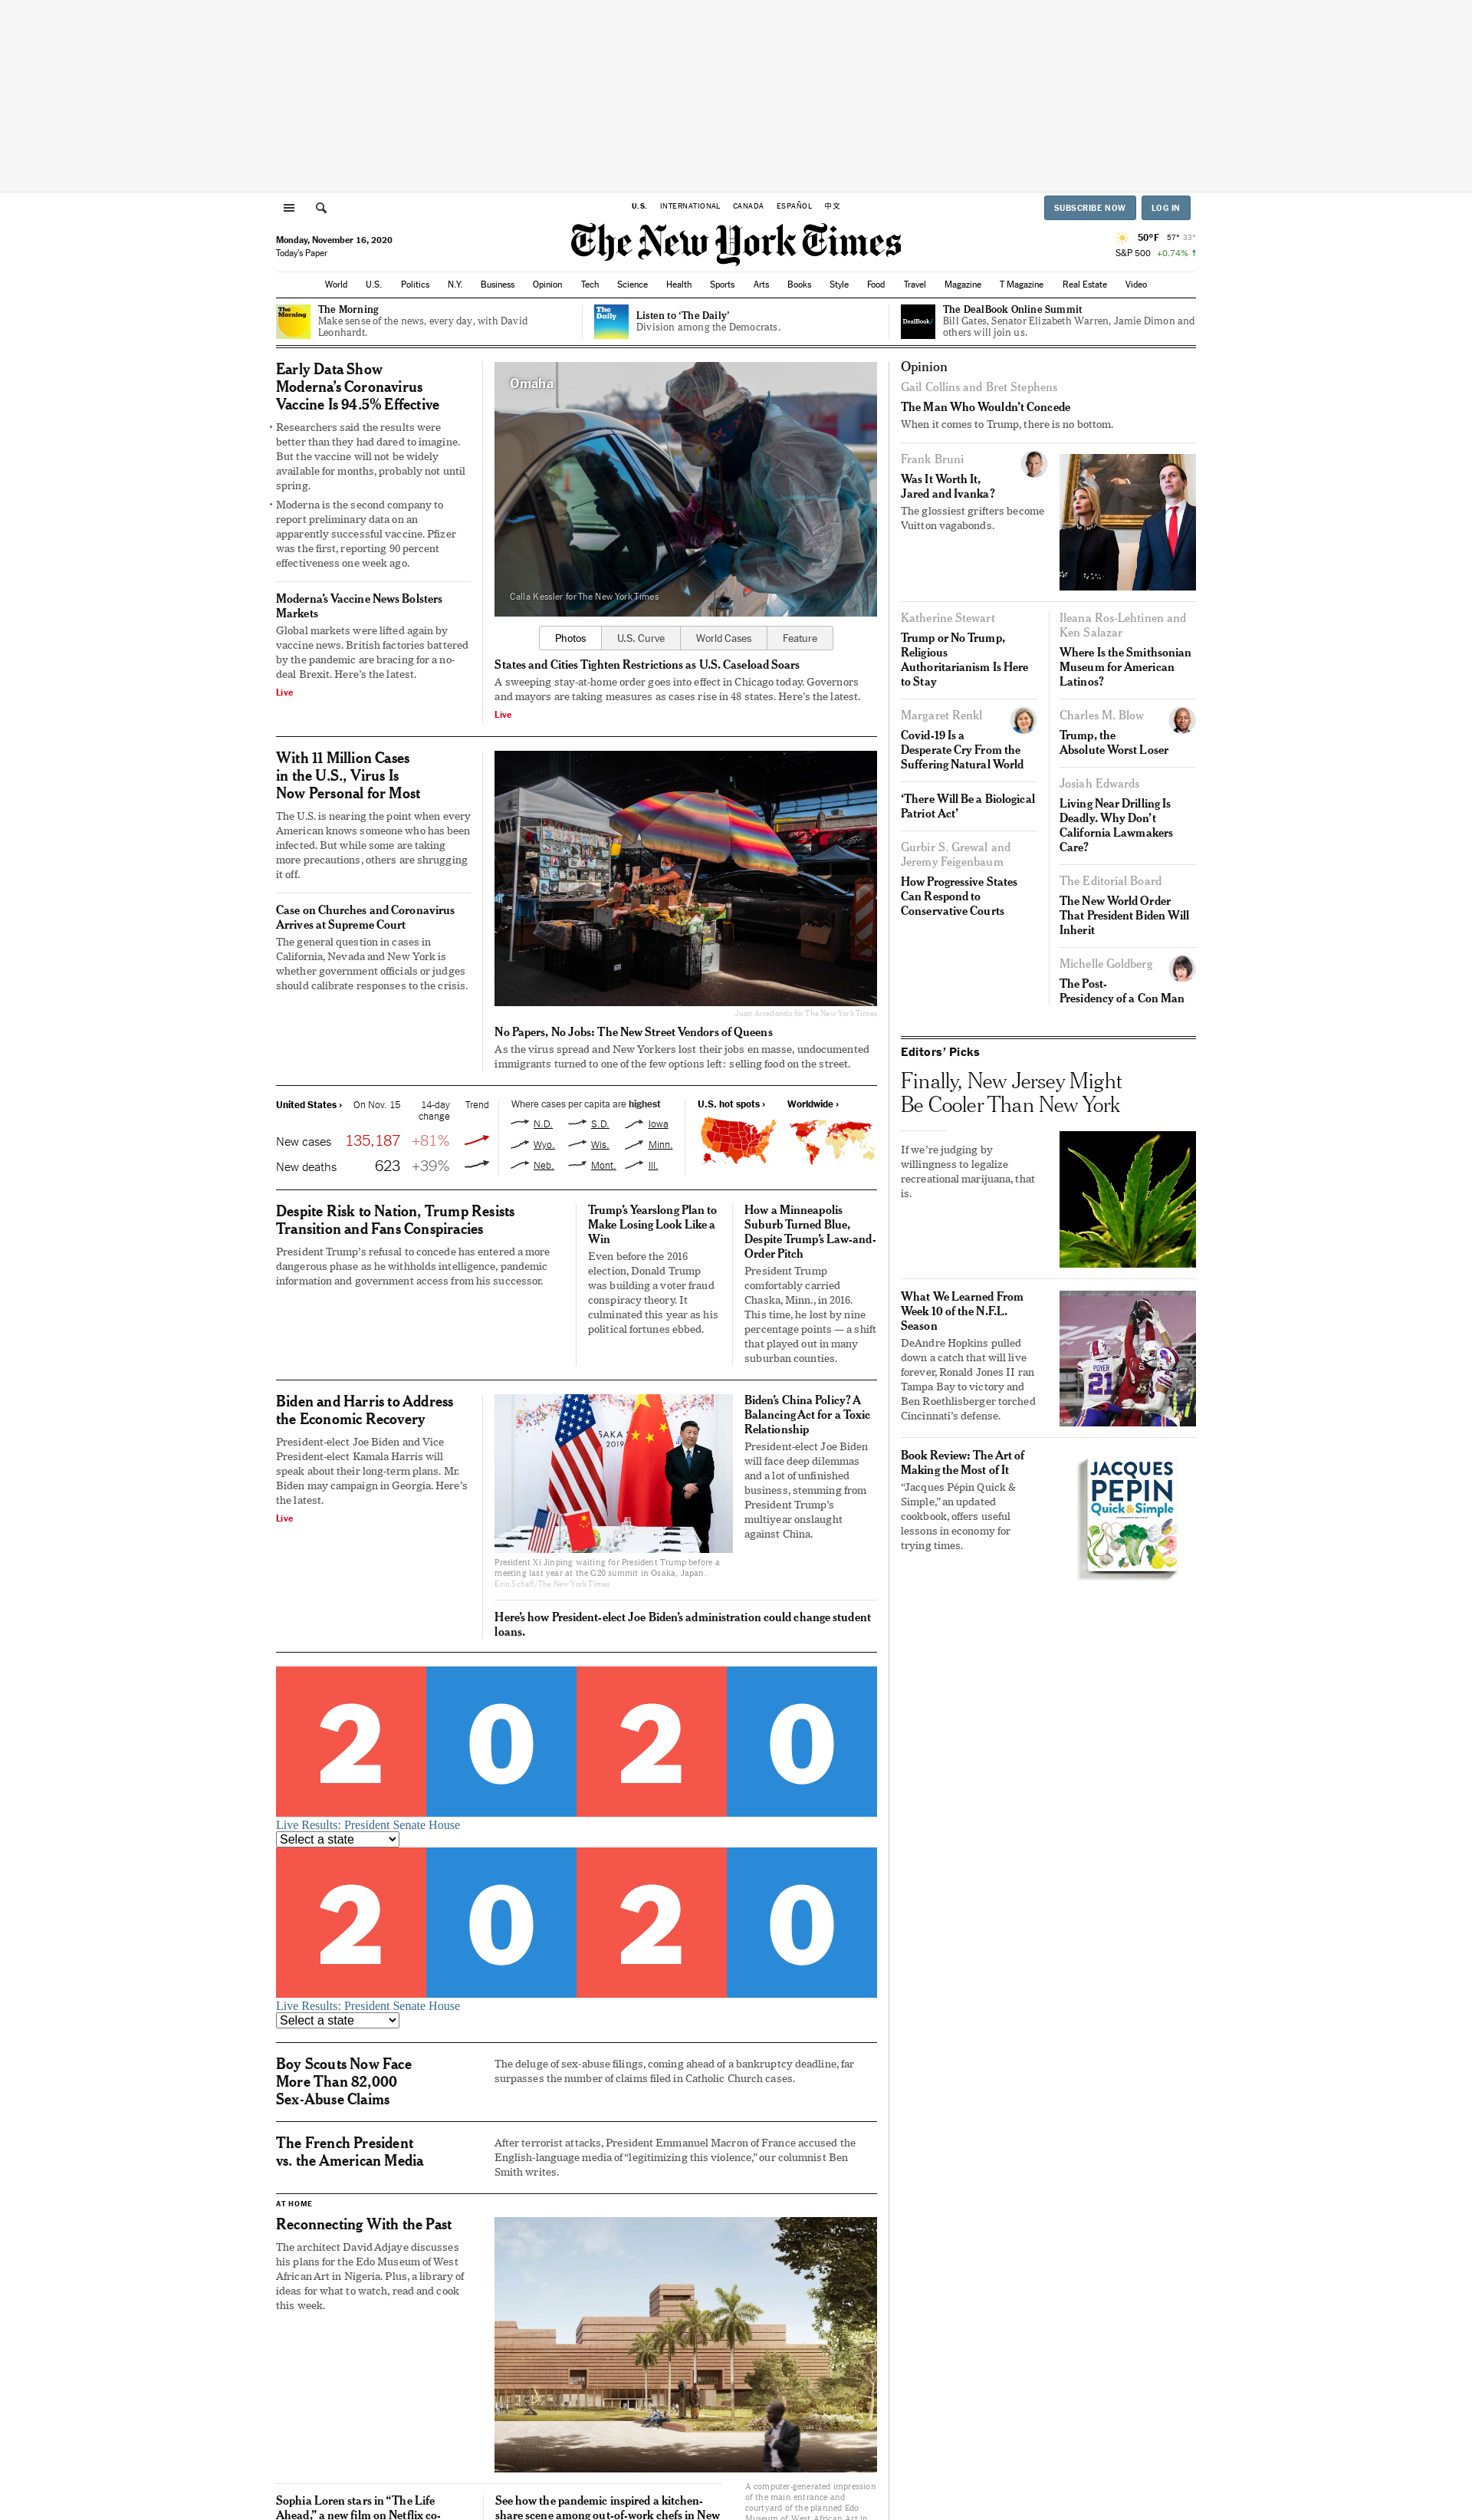 U.S. INTERNATIONAL CANADA ESPAÑOL 中文
SUBSCRIBE NOW LOG IN
Monday, November 16, 2020
Today's Paper
The New York Times
50°F 57° 33°
S&P 500 +0.74%
World U.S. Politics N.Y. Business Opinion Tech Science Health Sports Arts Books Style Food Travel Magazine T Magazine Real Estate Video
The Morning
The Morning
Make sense of the news, every day, with David
Leonhardt.
The Daily
Listen to ‘The Daily’
Division among the Democrats.
DealBook/
The DealBook Online Summit
Bill Gates, Senator Elizabeth Warren, Jamie Dimon and
others will join us.
Early Data Show
Moderna’s Coronavirus
Vaccine Is 94.5% Effective
Researchers said the results were
better than they had dared to imagine.
But the vaccine will not be widely
available for months, probably not until
spring.
Moderna is the second company to
report preliminary data on an
apparently successful vaccine. Pfizer
was the first, reporting 90 percent
effectiveness one week ago.
Moderna’s Vaccine News Bolsters
Markets
Global markets were lifted again by
vaccine news. British factories battered
by the pandemic are bracing for a no-
deal Brexit. Here’s the latest.
Live
Omaha
Calla Kessler for The New York Times
Photos U.S. Curve World Cases Feature
States and Cities Tighten Restrictions as U.S. Caseload Soars
A sweeping stay-at-home order goes into effect in Chicago today. Governors
and mayors are taking measures as cases rise in 48 states. Here’s the latest.
Live
With 11 Million Cases
in the U.S., Virus Is
Now Personal for Most
The U.S. is nearing the point when every
American knows someone who has been
infected. But while some are taking
more precautions, others are shrugging
it off.
Case on Churches and Coronavirus
Arrives at Supreme Court
The general question in cases in
California, Nevada and New York is
whether government officials or judges
should calibrate responses to the crisis.
Juan Arredondo for The New York Times
No Papers, No Jobs: The New Street Vendors of Queens
As the virus spread and New Yorkers lost their jobs en masse, undocumented
immigrants turned to one of the few options left: selling food on the street.
United States › On Nov. 15 14-day
change Trend
New cases 135,187 +81%
New deaths 623 +39%
Where cases per capita are highest
N.D. S.D. Iowa
Wyo. Wis. Minn.
Neb. Mont. Ill.
U.S. hot spots › Worldwide ›
Despite Risk to Nation, Trump Resists
Transition and Fans Conspiracies
President Trump’s refusal to concede has entered a more
dangerous phase as he withholds intelligence, pandemic
information and government access from his successor.
Trump’s Yearslong Plan to
Make Losing Look Like a
Win
Even before the 2016
election, Donald Trump
was building a voter fraud
conspiracy theory. It
culminated this year as his
political fortunes ebbed.
How a Minneapolis
Suburb Turned Blue,
Despite Trump’s Law-and-
Order Pitch
President Trump
comfortably carried
Chaska, Minn., in 2016.
This time, he lost by nine
percentage points — a shift
that played out in many
suburban counties.
Biden and Harris to Address
the Economic Recovery
President-elect Joe Biden and Vice
President-elect Kamala Harris will
speak about their long-term plans. Mr.
Biden may campaign in Georgia. Here’s
the latest.
Live
President Xi Jinping waiting for President Trump before a
meeting last year at the G20 summit in Osaka, Japan.
Erin Schaff/The New York Times
Biden’s China Policy? A
Balancing Act for a Toxic
Relationship
President-elect Joe Biden
will face deep dilemmas
and a lot of unfinished
business, stemming from
President Trump’s
multiyear onslaught
against China.
Here’s how President-elect Joe Biden’s administration could change student
loans.
2 0 2 0
Live Results: President Senate House
Select a state
2 0 2 0
Live Results: President Senate House
Select a state
Boy Scouts Now Face
More Than 82,000
Sex-Abuse Claims
The deluge of sex-abuse filings, coming ahead of a bankruptcy deadline, far
surpasses the number of claims filed in Catholic Church cases.
The French President
vs. the American Media
After terrorist attacks, President Emmanuel Macron of France accused the
English-language media of “legitimizing this violence,” our columnist Ben
Smith writes.
AT HOME
Reconnecting With the Past
The architect David Adjaye discusses
his plans for the Edo Museum of West
African Art in Nigeria. Plus, a library of
ideas for what to watch, read and cook
this week.
Sophia Loren stars in “The Life
Ahead,” a new film on Netflix co-
See how the pandemic inspired a kitchen-
share scene among out-of-work chefs in New
A computer-generated impression
of the main entrance and
courtyard of the planned Edo
Museum of West African Art in
Opinion
Gail Collins and Bret Stephens
The Man Who Wouldn’t Concede
When it comes to Trump, there is no bottom.
Frank Bruni
Was It Worth It,
Jared and Ivanka?
The glossiest grifters become
Vuitton vagabonds.
Katherine Stewart
Trump or No Trump,
Religious
Authoritarianism Is Here
to Stay
Margaret Renkl
Covid-19 Is a
Desperate Cry From the
Suffering Natural World
‘There Will Be a Biological
Patriot Act’
Gurbir S. Grewal and
Jeremy Feigenbaum
How Progressive States
Can Respond to
Conservative Courts
Ileana Ros-Lehtinen and
Ken Salazar
Where Is the Smithsonian
Museum for American
Latinos?
Charles M. Blow
Trump, the
Absolute Worst Loser
Josiah Edwards
Living Near Drilling Is
Deadly. Why Don’t
California Lawmakers
Care?
The Editorial Board
The New World Order
That President Biden Will
Inherit
Michelle Goldberg
The Post-
Presidency of a Con Man
Editors’ Picks
Finally, New Jersey Might
Be Cooler Than New York
If we’re judging by
willingness to legalize
recreational marijuana, that
is.
What We Learned From
Week 10 of the N.F.L.
Season
DeAndre Hopkins pulled
down a catch that will live
forever, Ronald Jones II ran
Tampa Bay to victory and
Ben Roethlisberger torched
Cincinnati’s defense.
POYER
21
Book Review: The Art of
Making the Most of It
“Jacques Pépin Quick &
Simple,” an updated
cookbook, offers useful
lessons in economy for
trying times.
JACQUES
PÉPIN
Quick & Simple